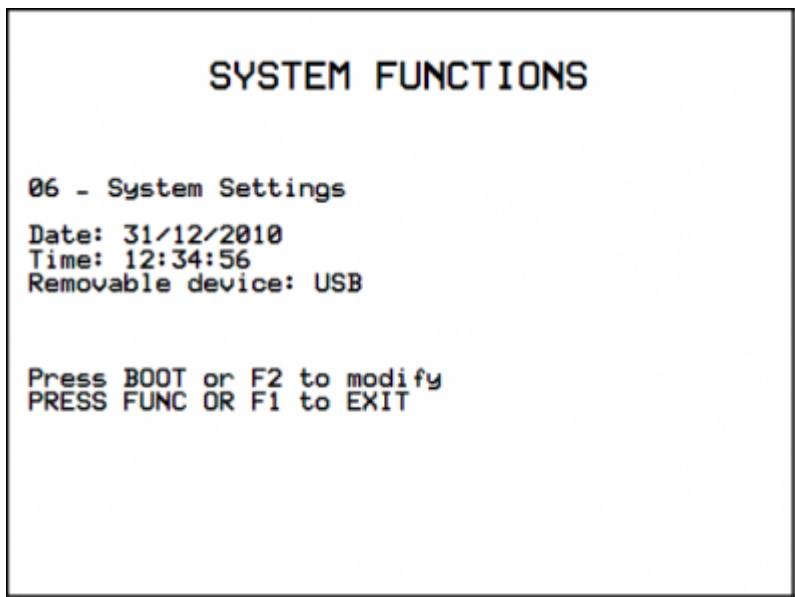 SYSTEM FUNCTIONS
06 - System Settings
Date: 31/12/2010
Time: 12:34:56
Removable device: USB
Press BOOT or F2 to modify
PRESS FUNC OR F1 to EXIT